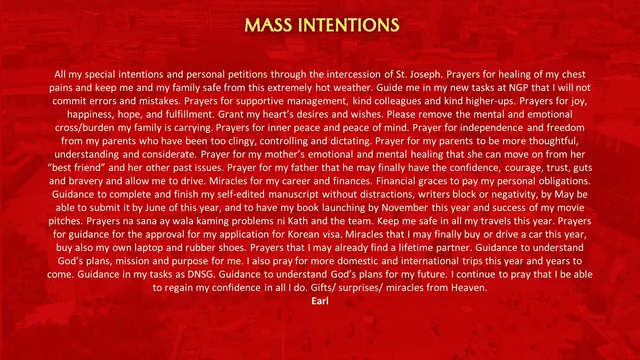 MASS INTENTIONS
All my special intentions and personal petitions through the intercession of St. Joseph. Prayers for healing of my chest
pains and keep me and my family safe from this extremely hot weather. Guide me in my new tasks at NGP that I will not
commit errors and mistakes. Prayers for supportive management, kind colleagues and kind higher-ups. Prayers for joy,
happiness, hope, and fulfillment. Grant my heart's desires and wishes. Please remove the mental and emotional
cross/burden my family is carrying. Prayers for inner peace and peace of mind. Prayer for independence and freedom
from my parents who have been too clingy, controlling and dictating. Prayer for my parents to be more thoughtful,
understanding and considerate. Prayer for my mother's emotional and mental healing that she can move on from her
“best friend” and her other past issues. Prayer for my father that he may finally have the confidence, courage, trust, guts
and bravery and allow me to drive. Miracles for my career and finances. Financial graces to pay my personal obligations.
Guidance to complete and finish my self-edited manuscript without distractions, writers block or negativity, by May be
able to submit it by June of this year, and to have my book launching by November this year and success of my movie
pitches. Prayers na sana ay wala kaming problems ni Kath and the team. Keep me safe in all my travels this year. Prayers
for guidance for the approval for my application for Korean visa. Miracles that I may finally buy or drive a car this year,
buy also my own laptop and rubber shoes. Prayers that I may already find a lifetime partner. Guidance to understand
God's plans, mission and purpose for me. I also pray for more domestic and international trips this year and years to
come. Guidance in my tasks as DNSG. Guidance to understand God's plans for my future. I continue to pray that I be able
to regain my confidence in all I do. Gifts/ surprises/ miracles from Heaven.
Earl